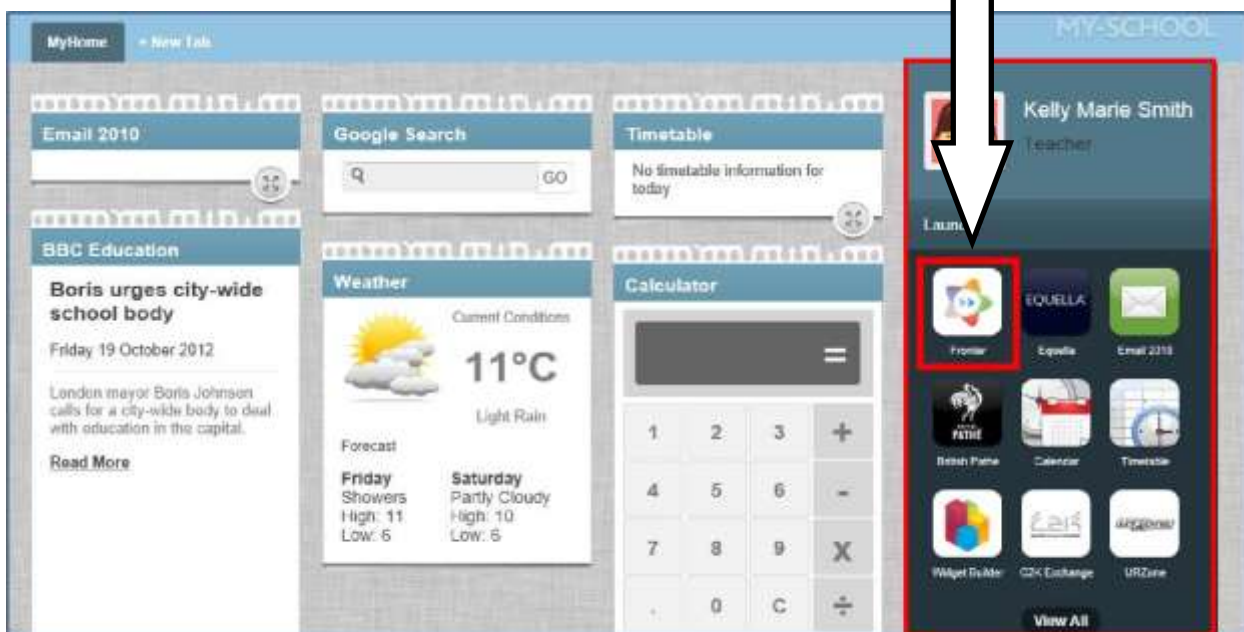 MyHome + New Tab
MY-SCHOOL
Email 2010
BBC Education
Boris urges city-wide
school body
Friday 19 October 2012
London mayor Boris Johnson
calls for a city-wide body to deal
with education in the capital.
Read More
Google Search
GO
Weather
Current Conditions
11°C
Light Rain
Forecast
Friday Saturday
Showers Partly Cloudy
High: 11 High: 10
Low: 6 Low: 6
Timetable
No timetable information for
today
Calculator
=
1 2 3 +
4 5 6 -
7 8 9 X
. 0 C ÷
Kelly Marie Smith
Teacher
EQUELLA
Fronter Equella Email 2010
PATHÉ
British Pathe Calendar Timetable
Widget Builder C2K Exchange URZone
View All